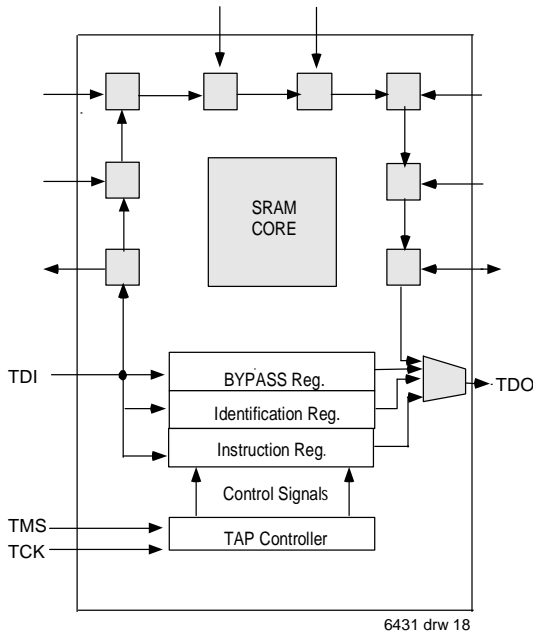 SRAM
CORE
TDI
BYPASS Reg.
TDO
Identification Reg.
Instruction Reg.
Control Signals
TMS
TAP Controller
TCK
6431 drw 18